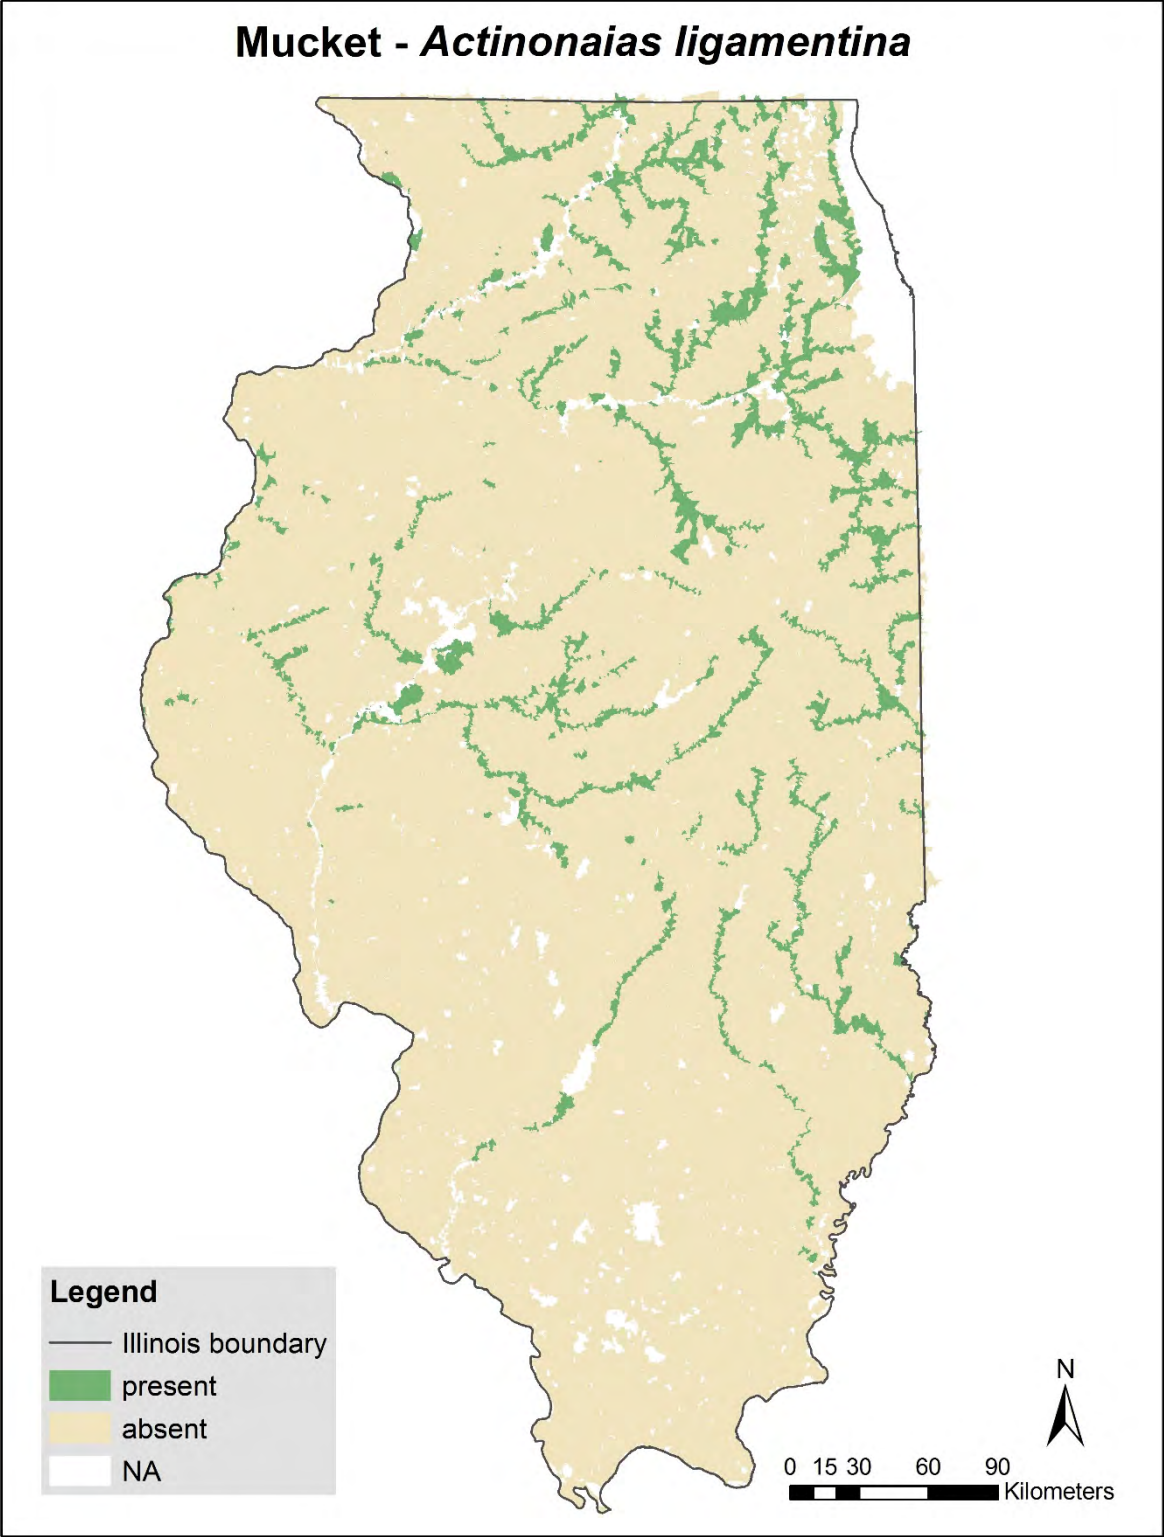 Mucket - Actinonaias ligamentina
Legend
Illinois boundary
present
absent
NA
N
0 15 30 60 90
Kilometers